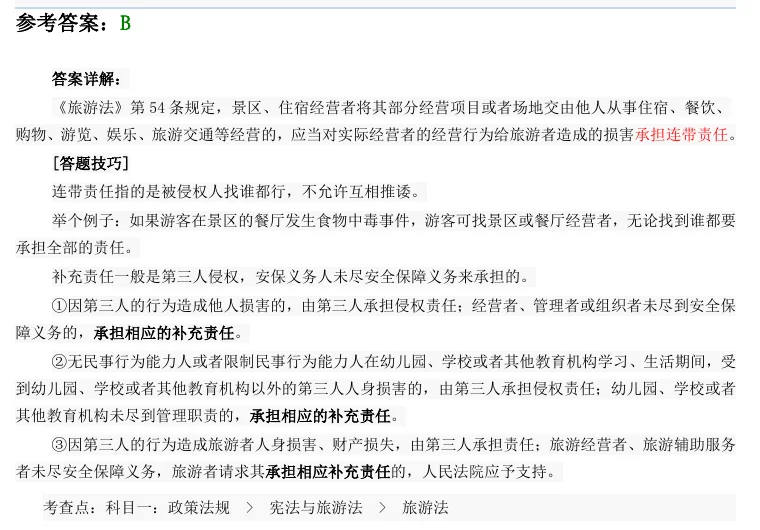 参考答案：B
答案详解：
《旅游法》第 54 条规定，景区、住宿经营者将其部分经营项目或者场地交由他人从事住宿、餐饮、
购物、游览、娱乐、旅游交通等经营的，应当对实际经营者的经营行为给旅游者造成的损害承担连带责任。
[答题技巧]
连带责任指的是被侵权人找谁都行，不允许互相推诿。
举个例子：如果游客在景区的餐厅发生食物中毒事件，游客可找景区或餐厅经营者，无论找到谁都要
承担全部的责任。
补充责任一般是第三人侵权，安保义务人未尽安全保障义务来承担的。
①因第三人的行为造成他人损害的，由第三人承担侵权责任；经营者、管理者或组织者未尽到安全保
障义务的，承担相应的补充责任。
②无民事行为能力人或者限制民事行为能力人在幼儿园、学校或者其他教育机构学习、生活期间，受
到幼儿园、学校或者其他教育机构以外的第三人人身损害的，由第三人承担侵权责任；幼儿园、学校或者
其他教育机构未尽到管理职责的，承担相应的补充责任。
③因第三人的行为造成旅游者人身损害、财产损失，由第三人承担责任；旅游经营者、旅游辅助服务
者未尽安全保障义务，旅游者请求其承担相应补充责任的，人民法院应予支持。
考查点：科目一：政策法规 > 宪法与旅游法 > 旅游法